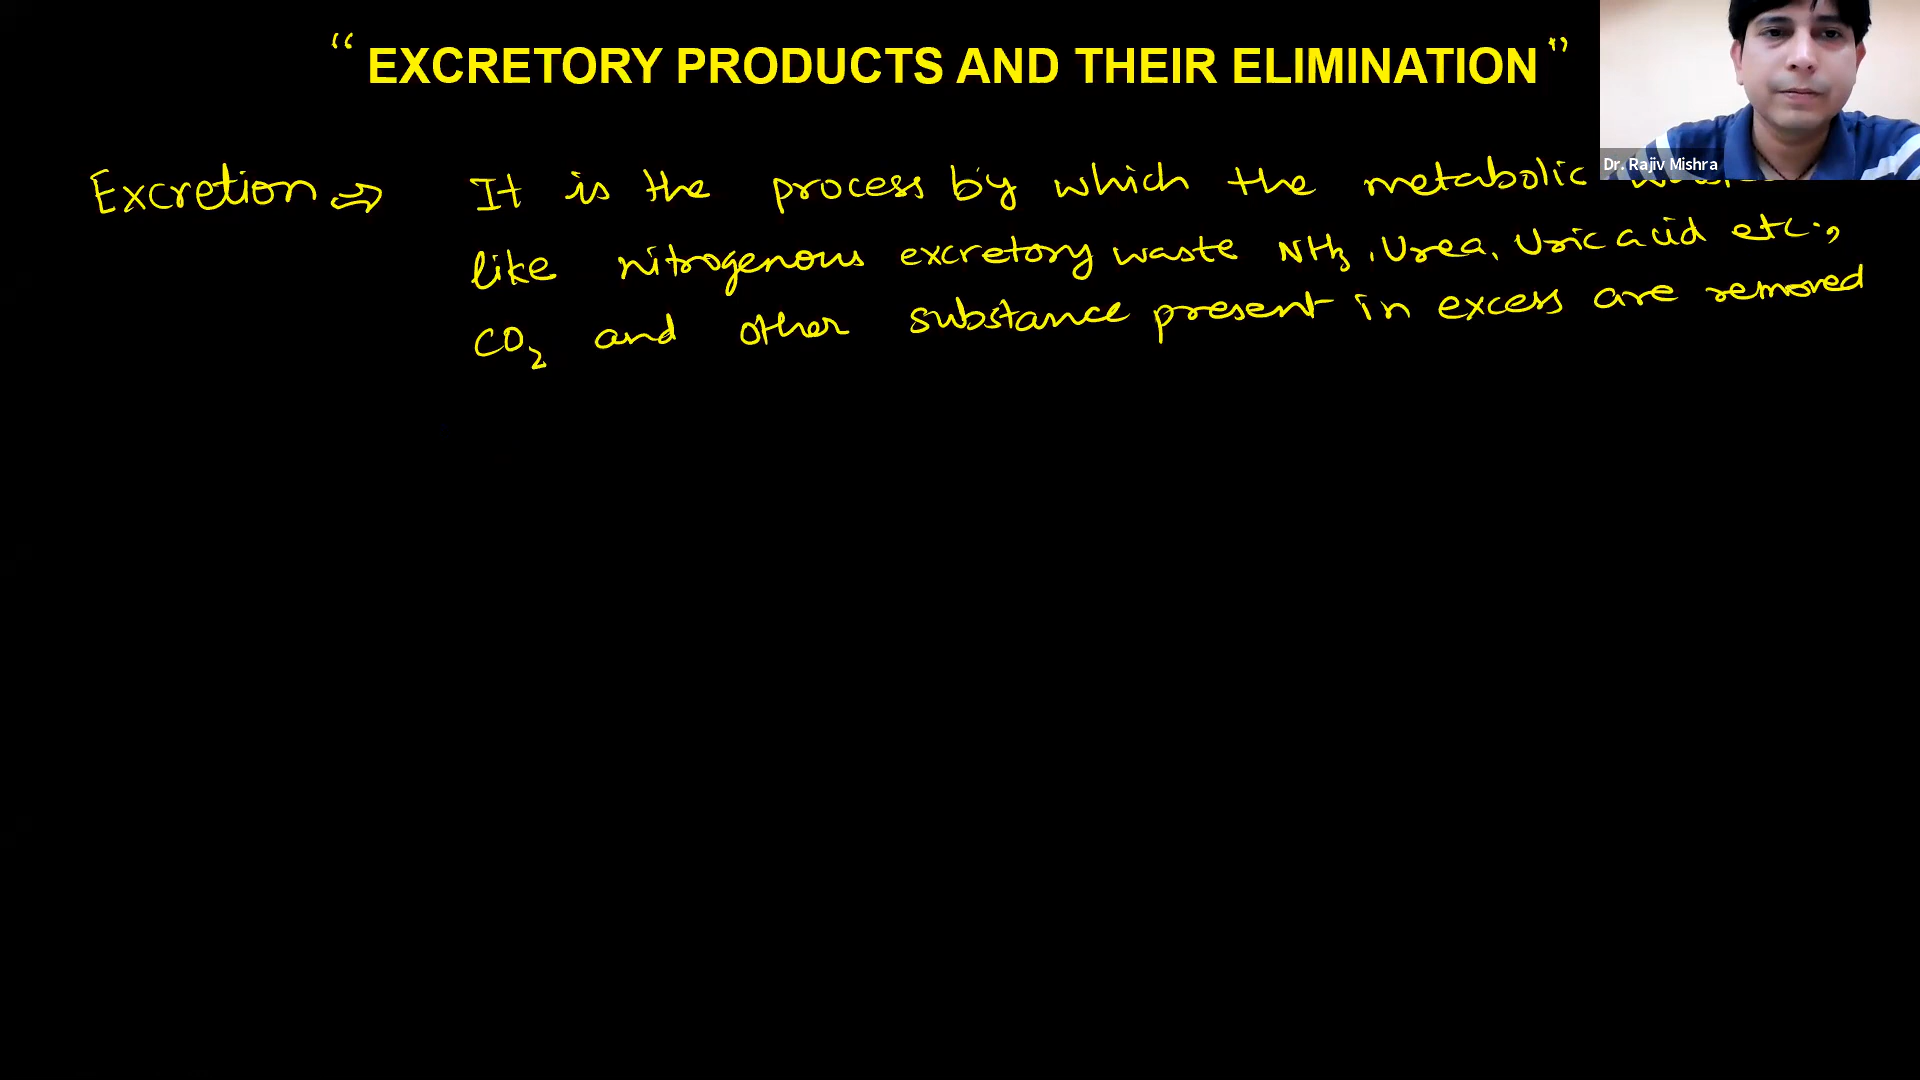 “ EXCRETORY PRODUCTS AND THEIR ELIMINATION ”
Dr. Rajiv Mishra
Excretion ⇒ It is the process by which the metabolic
like nitrogenous excretory waste NH3, Urea, Uric acid etc.,
CO2 and other substance present in excess are removed